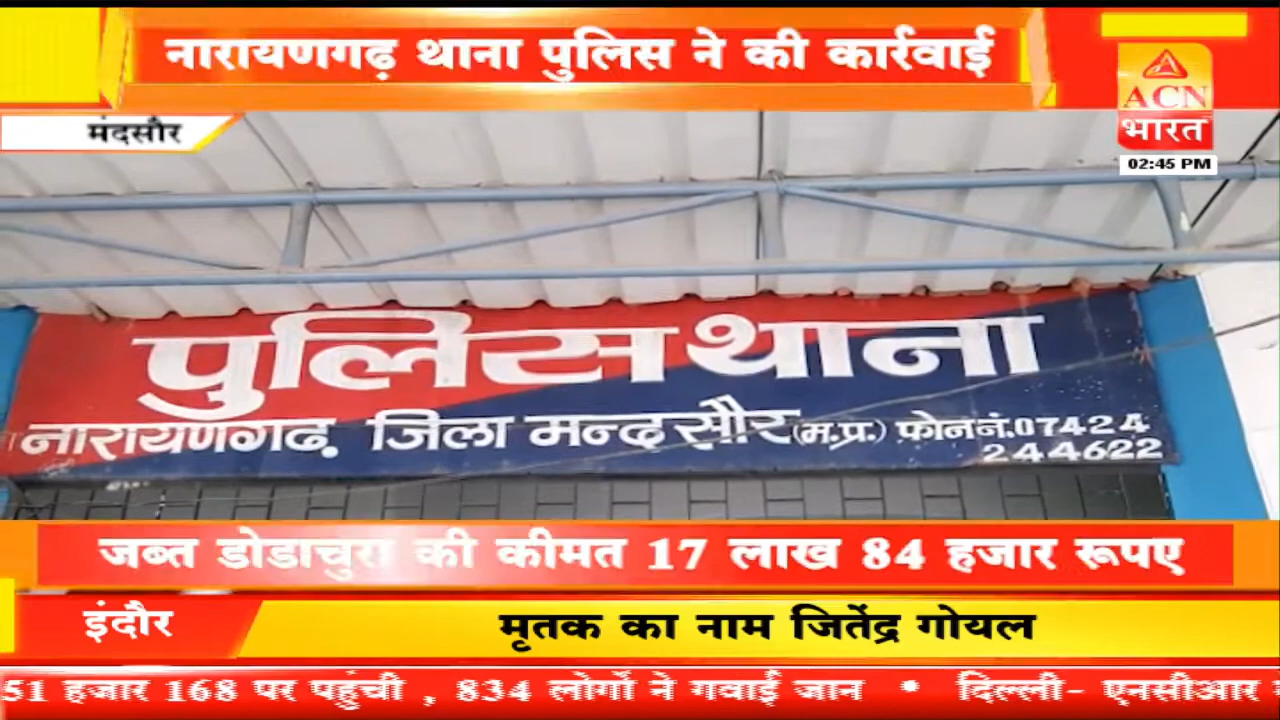 नारायणगढ़ थाना पुलिस ने की कार्रवाई
ACN
भारत
मंदसौर
02:45 PM
पुलिस थाना
नारायणगढ़ जिला मन्दसौर (म.प्र.) फोन नं. 07424
244622
जब्त डोडाचुरा की कीमत 17 लाख 84 हजार रूपए
इंदौर
मृतक का नाम जितेंद्र गोयल
51 हजार 168 पर पहुंची , 834 लोगों ने गवाई जान • दिल्ली- एनसीआर